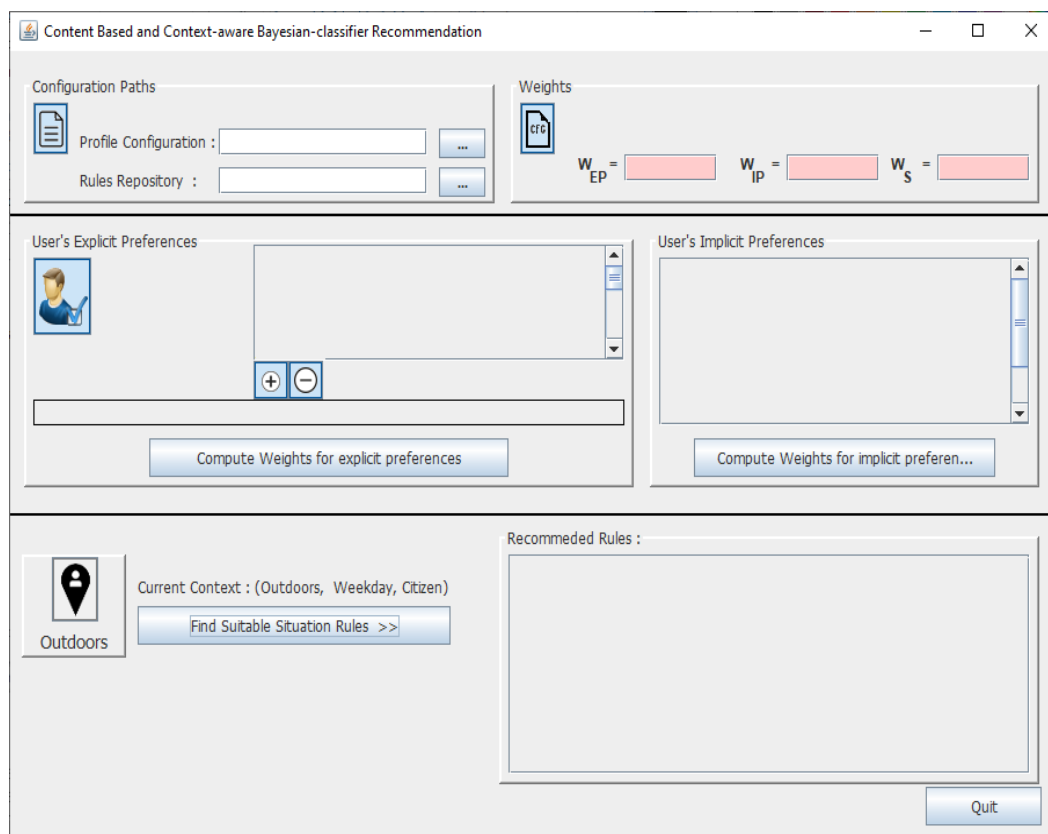 Content Based and Context-aware Bayesian-classifier Recommendation
Configuration Paths
Profile Configuration :
...
Rules Repository :
...
Weights
CFG
W EP =
W IP =
W S =
User's Explicit Preferences
Compute Weights for explicit preferences
User's Implicit Preferences
Compute Weights for implicit preferen...
Outdoors
Current Context : (Outdoors, Weekday, Citizen)
Find Suitable Situation Rules >>
Recommeded Rules :
Quit